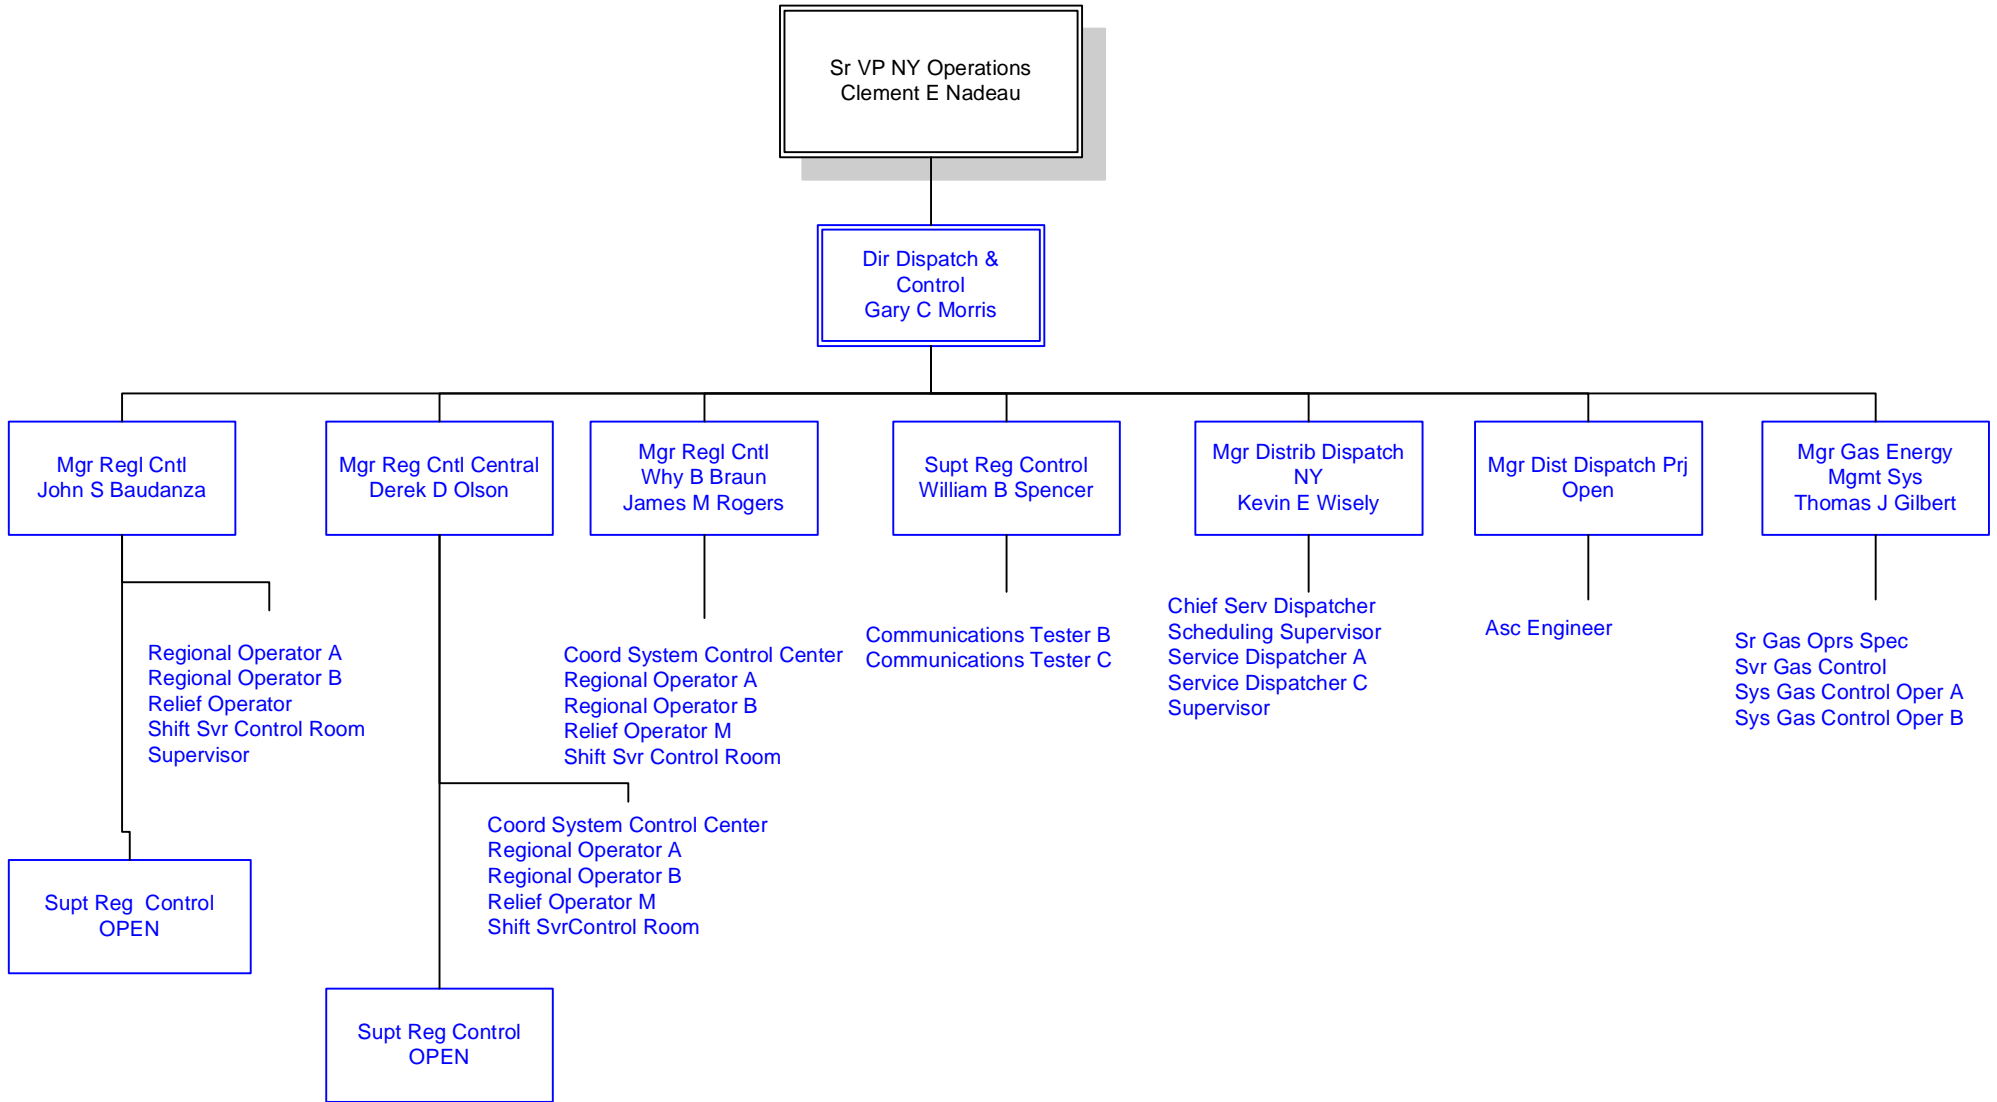 Sr VP NY Operations
Clement E Nadeau
Dir Dispatch &
Control
Gary C Morris
Mgr Regl Cntl
John S Baudanza
Mgr Reg Cntl Central
Derek D Olson
Mgr Regl Cntl
Why B Braun
James M Rogers
Supt Reg Control
William B Spencer
Mgr Distrib Dispatch
NY
Kevin E Wisely
Mgr Dist Dispatch Prj
Open
Mgr Gas Energy
Mgmt Sys
Thomas J Gilbert
Regional Operator A
Regional Operator B
Relief Operator
Shift Svr Control Room
Supervisor
Coord System Control Center
Regional Operator A
Regional Operator B
Relief Operator M
Shift Svr Control Room
Communications Tester B
Communications Tester C
Chief Serv Dispatcher
Scheduling Supervisor
Service Dispatcher A
Service Dispatcher C
Supervisor
Asc Engineer
Sr Gas Oprs Spec
Svr Gas Control
Sys Gas Control Oper A
Sys Gas Control Oper B
Coord System Control Center
Regional Operator A
Regional Operator B
Relief Operator M
Shift SvrControl Room
Supt Reg  Control
OPEN
Supt Reg Control
OPEN